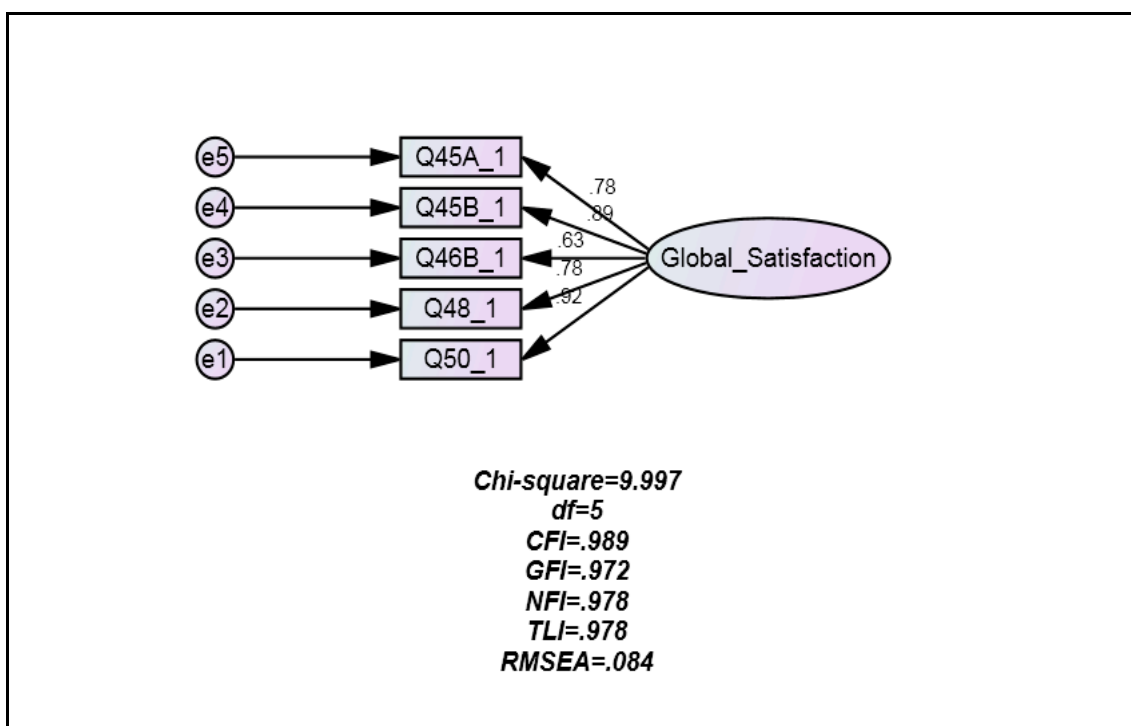 e5 Q45A_1
.78
e4 Q45B_1
.89
.63
e3 Q46B_1 Global_Satisfaction
.78
e2 Q48_1
.92
e1 Q50_1
Chi-square=9.997
df=5
CFI=.989
GFI=.972
NFI=.978
TLI=.978
RMSEA=.084